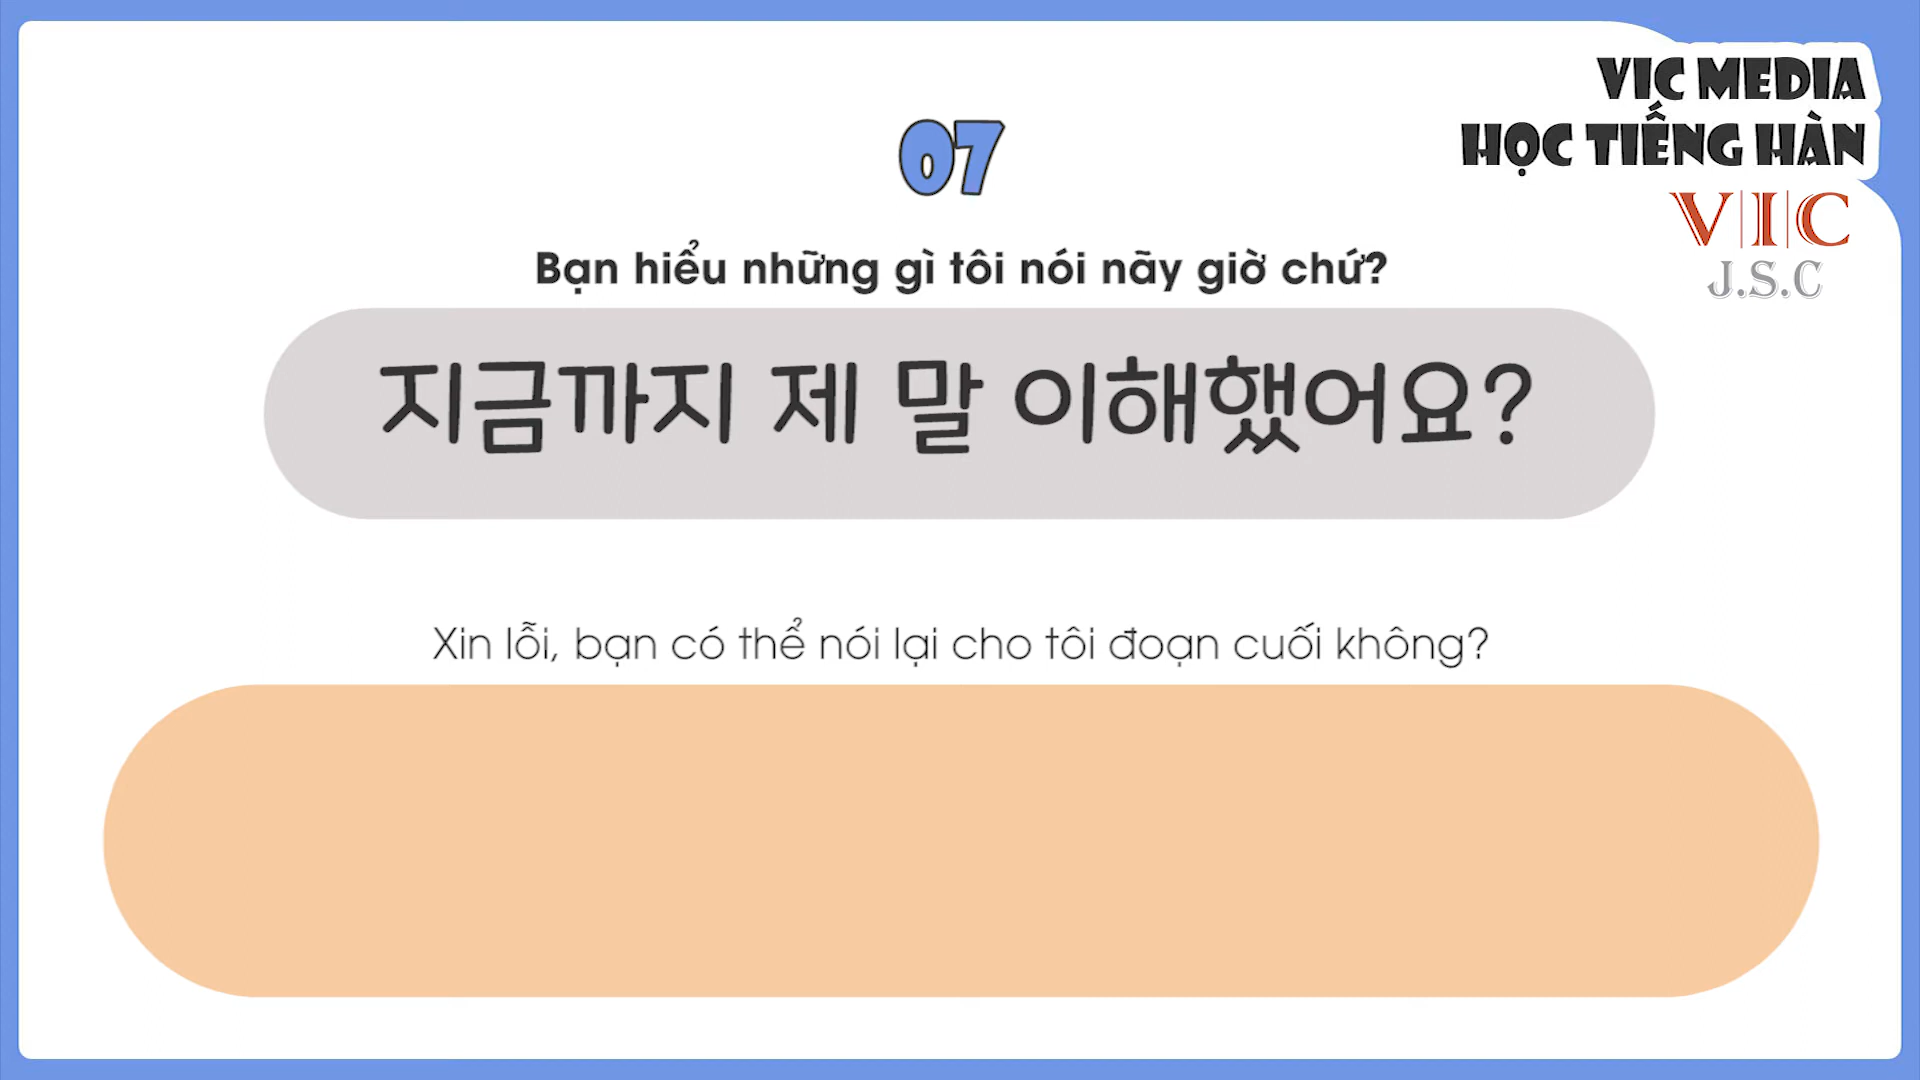 VIC MEDIA
HỌC TIẾNG HÀN
V|I|C
J.S.C
07
Bạn hiểu những gì tôi nói nãy giờ chứ?
지금까지 제 말 이해했어요?
Xin lỗi, bạn có thể nói lại cho tôi đoạn cuối không?